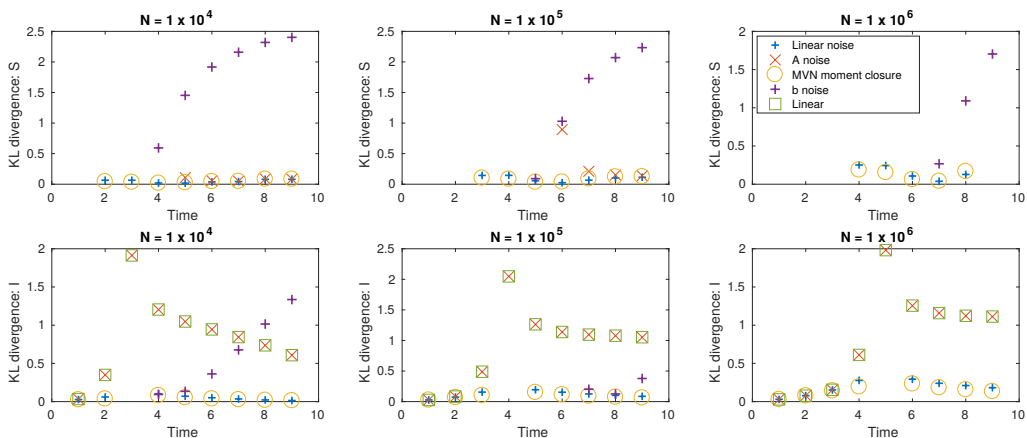 N = 1 x 10^4
KL divergence: S
2.5
2
1.5
1
0.5
0
0 2 4 6 8 10
Time
N = 1 x 10^5
KL divergence: S
2.5
2
1.5
1
0.5
0
0 2 4 6 8 10
Time
N = 1 x 10^6
KL divergence: S
2
1.5
1
0.5
0
0 2 4 6 8 10
Time
Linear noise
A noise
MVN moment closure
b noise
Linear
N = 1 x 10^4
KL divergence: I
2
1.5
1
0.5
0
0 2 4 6 8 10
Time
N = 1 x 10^5
KL divergence: I
2.5
2
1.5
1
0.5
0
0 2 4 6 8 10
Time
N = 1 x 10^6
KL divergence: I
2
1.5
1
0.5
0
0 2 4 6 8 10
Time